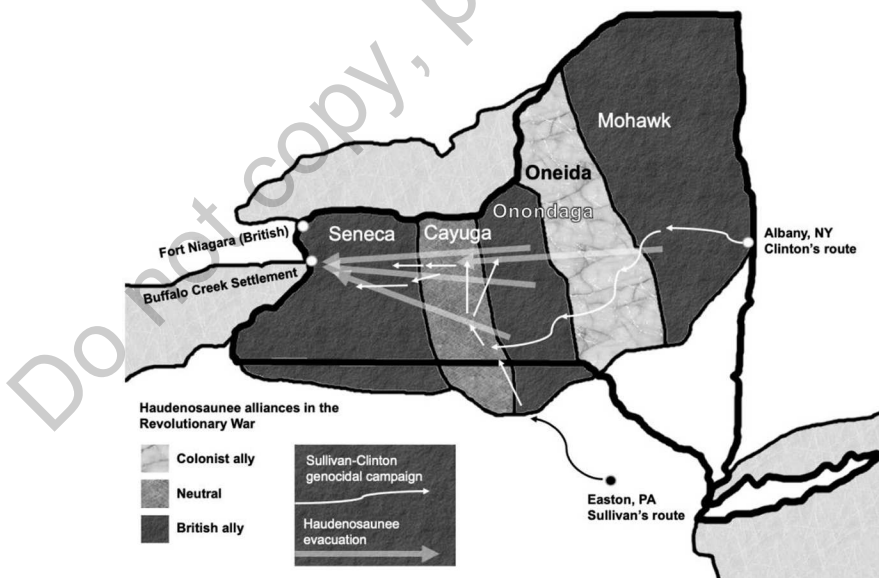 Do not copy, p
Mohawk
Oneida
Onondaga
Seneca
Cayuga
Fort Niagara (British)
Buffalo Creek Settlement
Albany, NY
Clinton's route
Haudenosaunee alliances in the
Revolutionary War
Colonist ally
Neutral
British ally
Sullivan-Clinton
genocidal campaign
Haudenosaunee
evacuation
Easton, PA
Sullivan's route